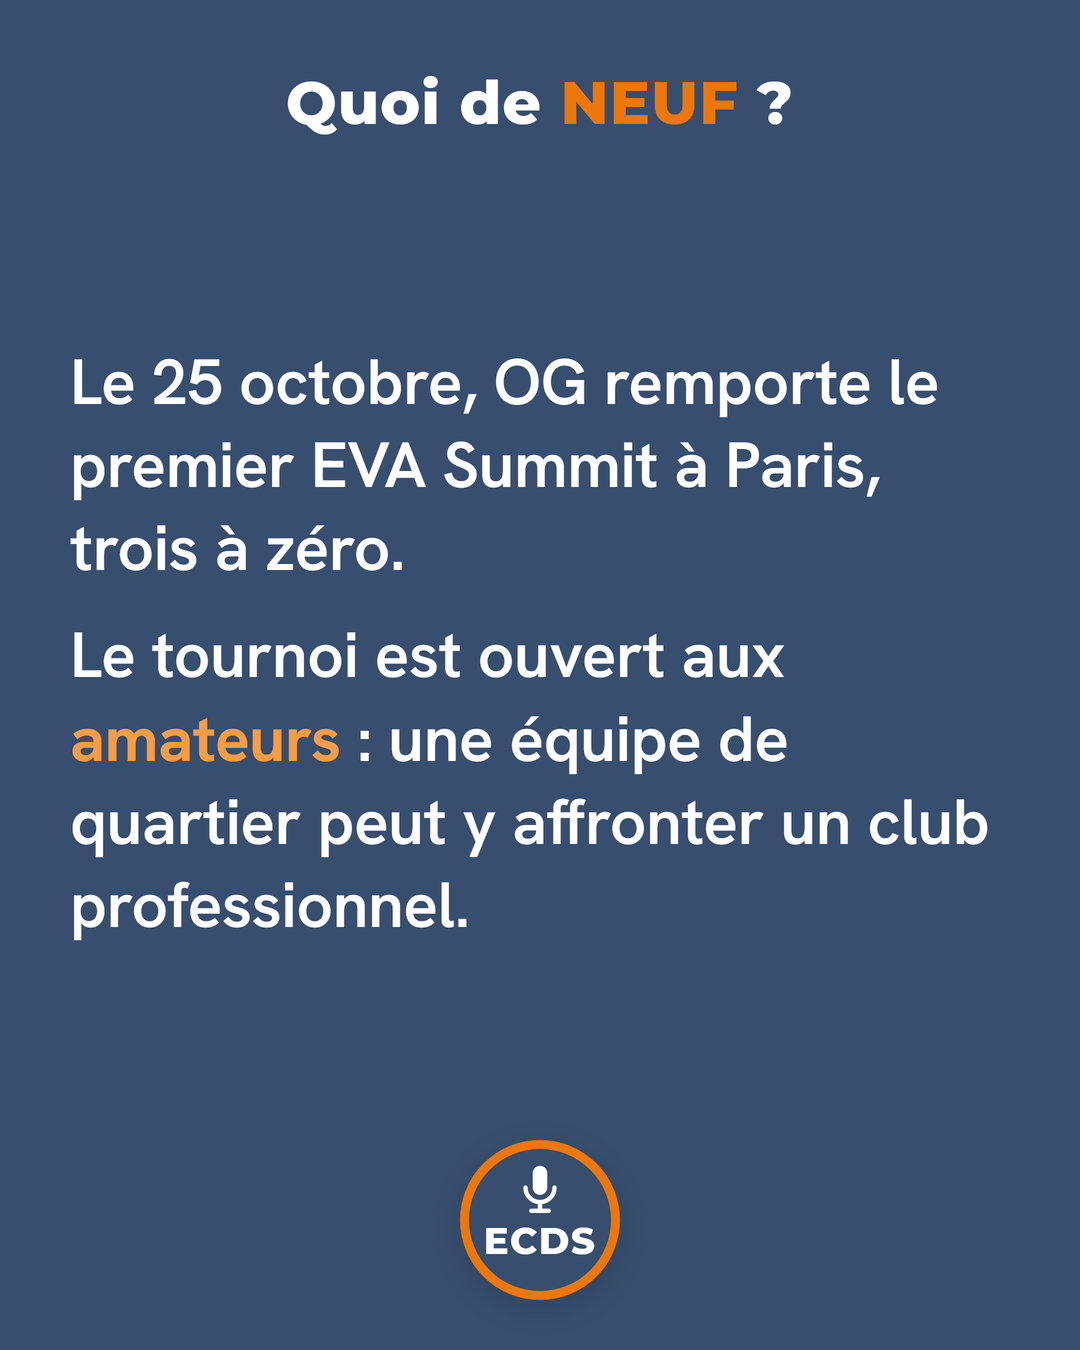 Quoi de NEUF ?
Le 25 octobre, OG remporte le
premier EVA Summit à Paris,
trois à zéro.
Le tournoi est ouvert aux
amateurs : une équipe de
quartier peut y affronter un club
professionnel.
ECDS